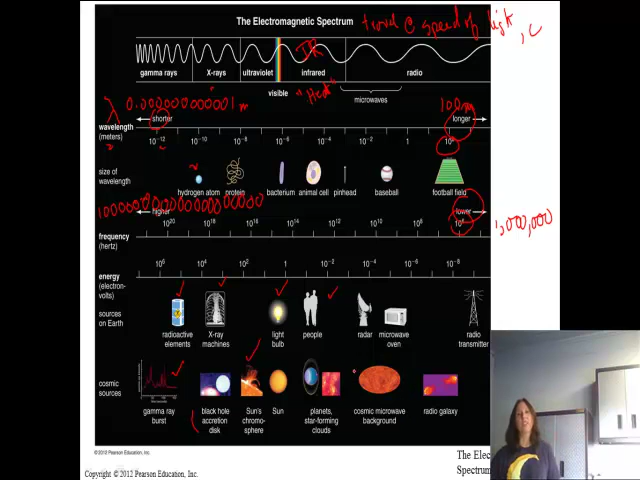 The Electromagnetic Spectrum travel @ speed of light, c
IR
gamma rays X-rays ultraviolet infrared radio
visible "Heat" microwaves
λ 0.000000000001 m 100m
shorter longer
wavelength
(meters) 10⁻¹² 10⁻¹⁰ 10⁻⁸ 10⁻⁶ 10⁻⁴ 10⁻² 1 10²
size of
wavelength
hydrogen atom protein bacterium animal cell pinhead baseball football field
higher lower
,000,000
frequency
(hertz) 10²⁰ 10¹⁸ 10¹⁶ 10¹⁴ 10¹² 10¹⁰ 10⁸
energy
(electron-
volts) 10⁶ 10⁴ 10² 1 10⁻² 10⁻⁴ 10⁻⁶ 10⁻⁸
sources
on Earth
radioactive
elements
X-ray
machines
light
bulb
people
radar
microwave
oven
radio
transmitter
cosmic
sources
gamma ray
burst
black hole
accretion
disk
Sun's
chromo-
sphere
Sun
planets,
star-forming
clouds
cosmic microwave
background
radio galaxy
© 2012 Pearson Education, Inc.
The Elec
Spectrum
Copyright © 2012 Pearson Education, Inc.